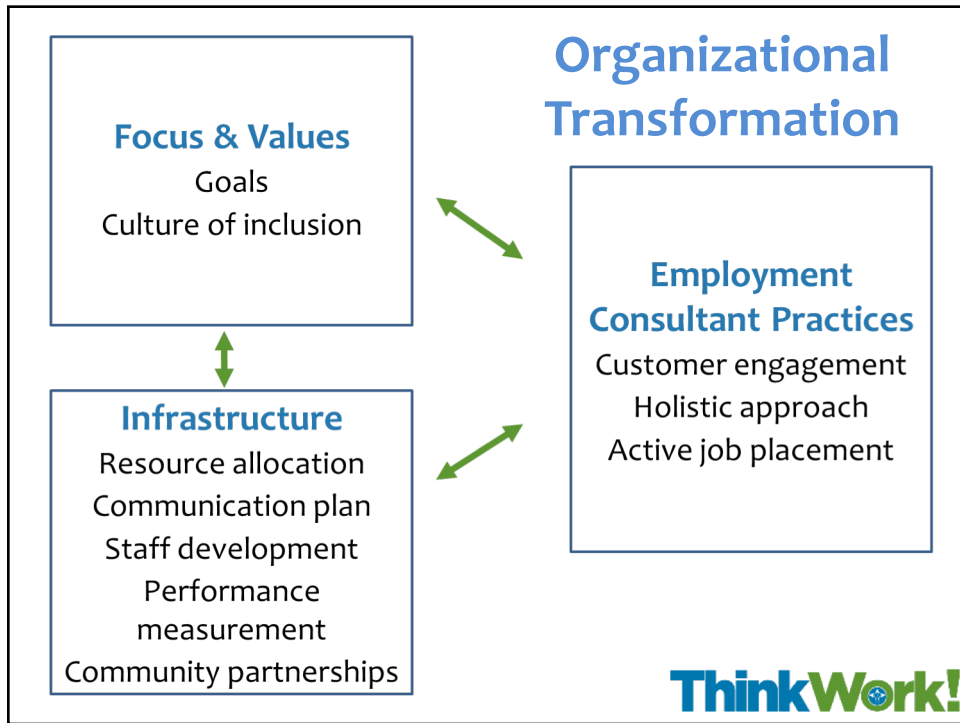 Organizational
Transformation
Focus & Values
Goals
Culture of inclusion
Employment
Consultant Practices
Customer engagement
Holistic approach
Active job placement
Infrastructure
Resource allocation
Communication plan
Staff development
Performance
measurement
Community partnerships
ThinkWork!